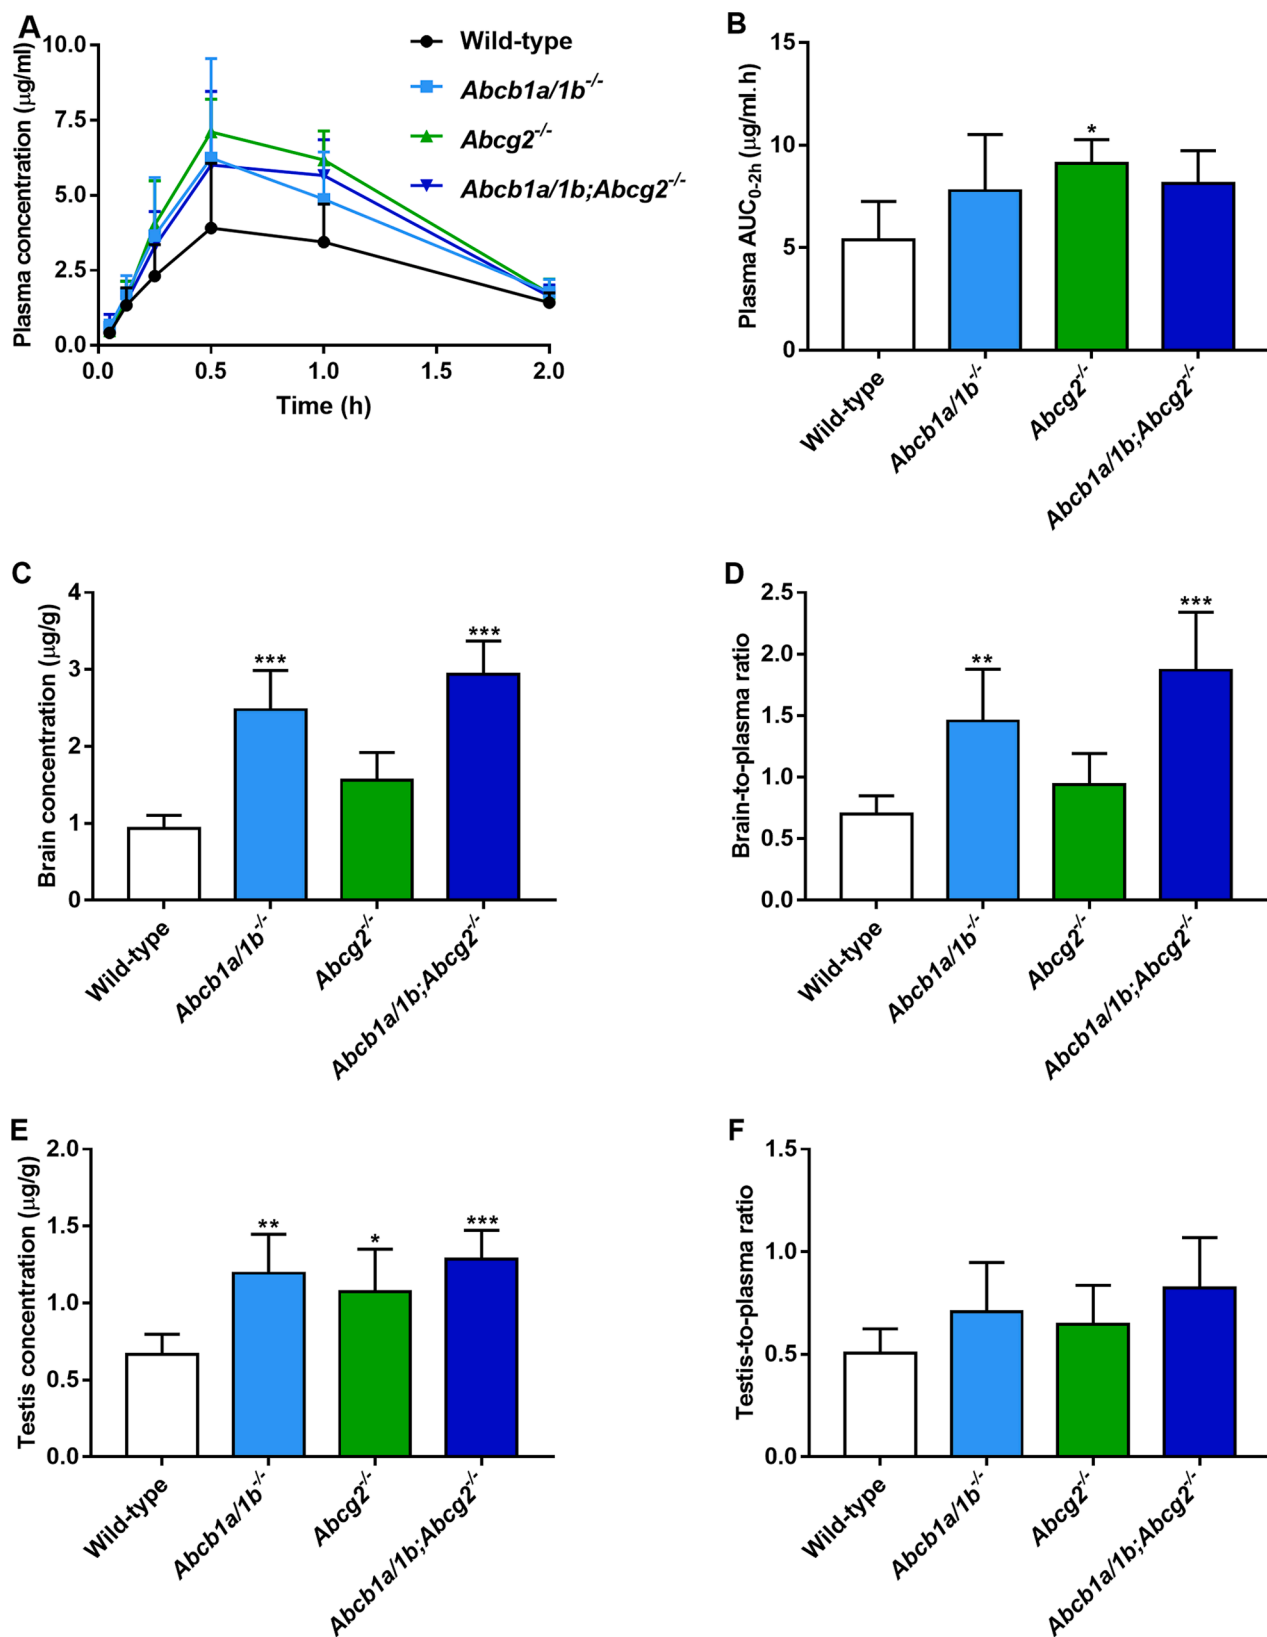 A
Plasma concentration (μg/ml)
10.0
7.5
5.0
2.5
0.0
0.0 0.5 1.0 1.5 2.0
Time (h)
Wild-type
Abcb1a/1b-/-
Abcg2-/-
Abcb1a/1b;Abcg2-/-
B
Plasma AUC0-2h (μg/ml.h)
15
10
5
0
*
Wild-type
Abcb1a/1b-/-
Abcg2-/-
Abcb1a/1b;Abcg2-/-
C
Brain concentration (μg/g)
4
3
2
1
0
***
***
Wild-type
Abcb1a/1b-/-
Abcg2-/-
Abcb1a/1b;Abcg2-/-
D
Brain-to-plasma ratio
2.5
2.0
1.5
1.0
0.5
0.0
**
***
Wild-type
Abcb1a/1b-/-
Abcg2-/-
Abcb1a/1b;Abcg2-/-
E
Testis concentration (μg/g)
2.0
1.5
1.0
0.5
0.0
**
*
***
Wild-type
Abcb1a/1b-/-
Abcg2-/-
Abcb1a/1b;Abcg2-/-
F
Testis-to-plasma ratio
1.5
1.0
0.5
0.0
Wild-type
Abcb1a/1b-/-
Abcg2-/-
Abcb1a/1b;Abcg2-/-